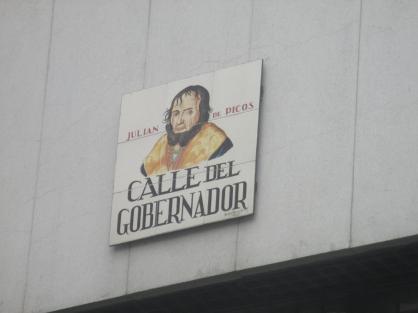 JULIAN DE PICOS
CALLE DEL
GOBERNADOR